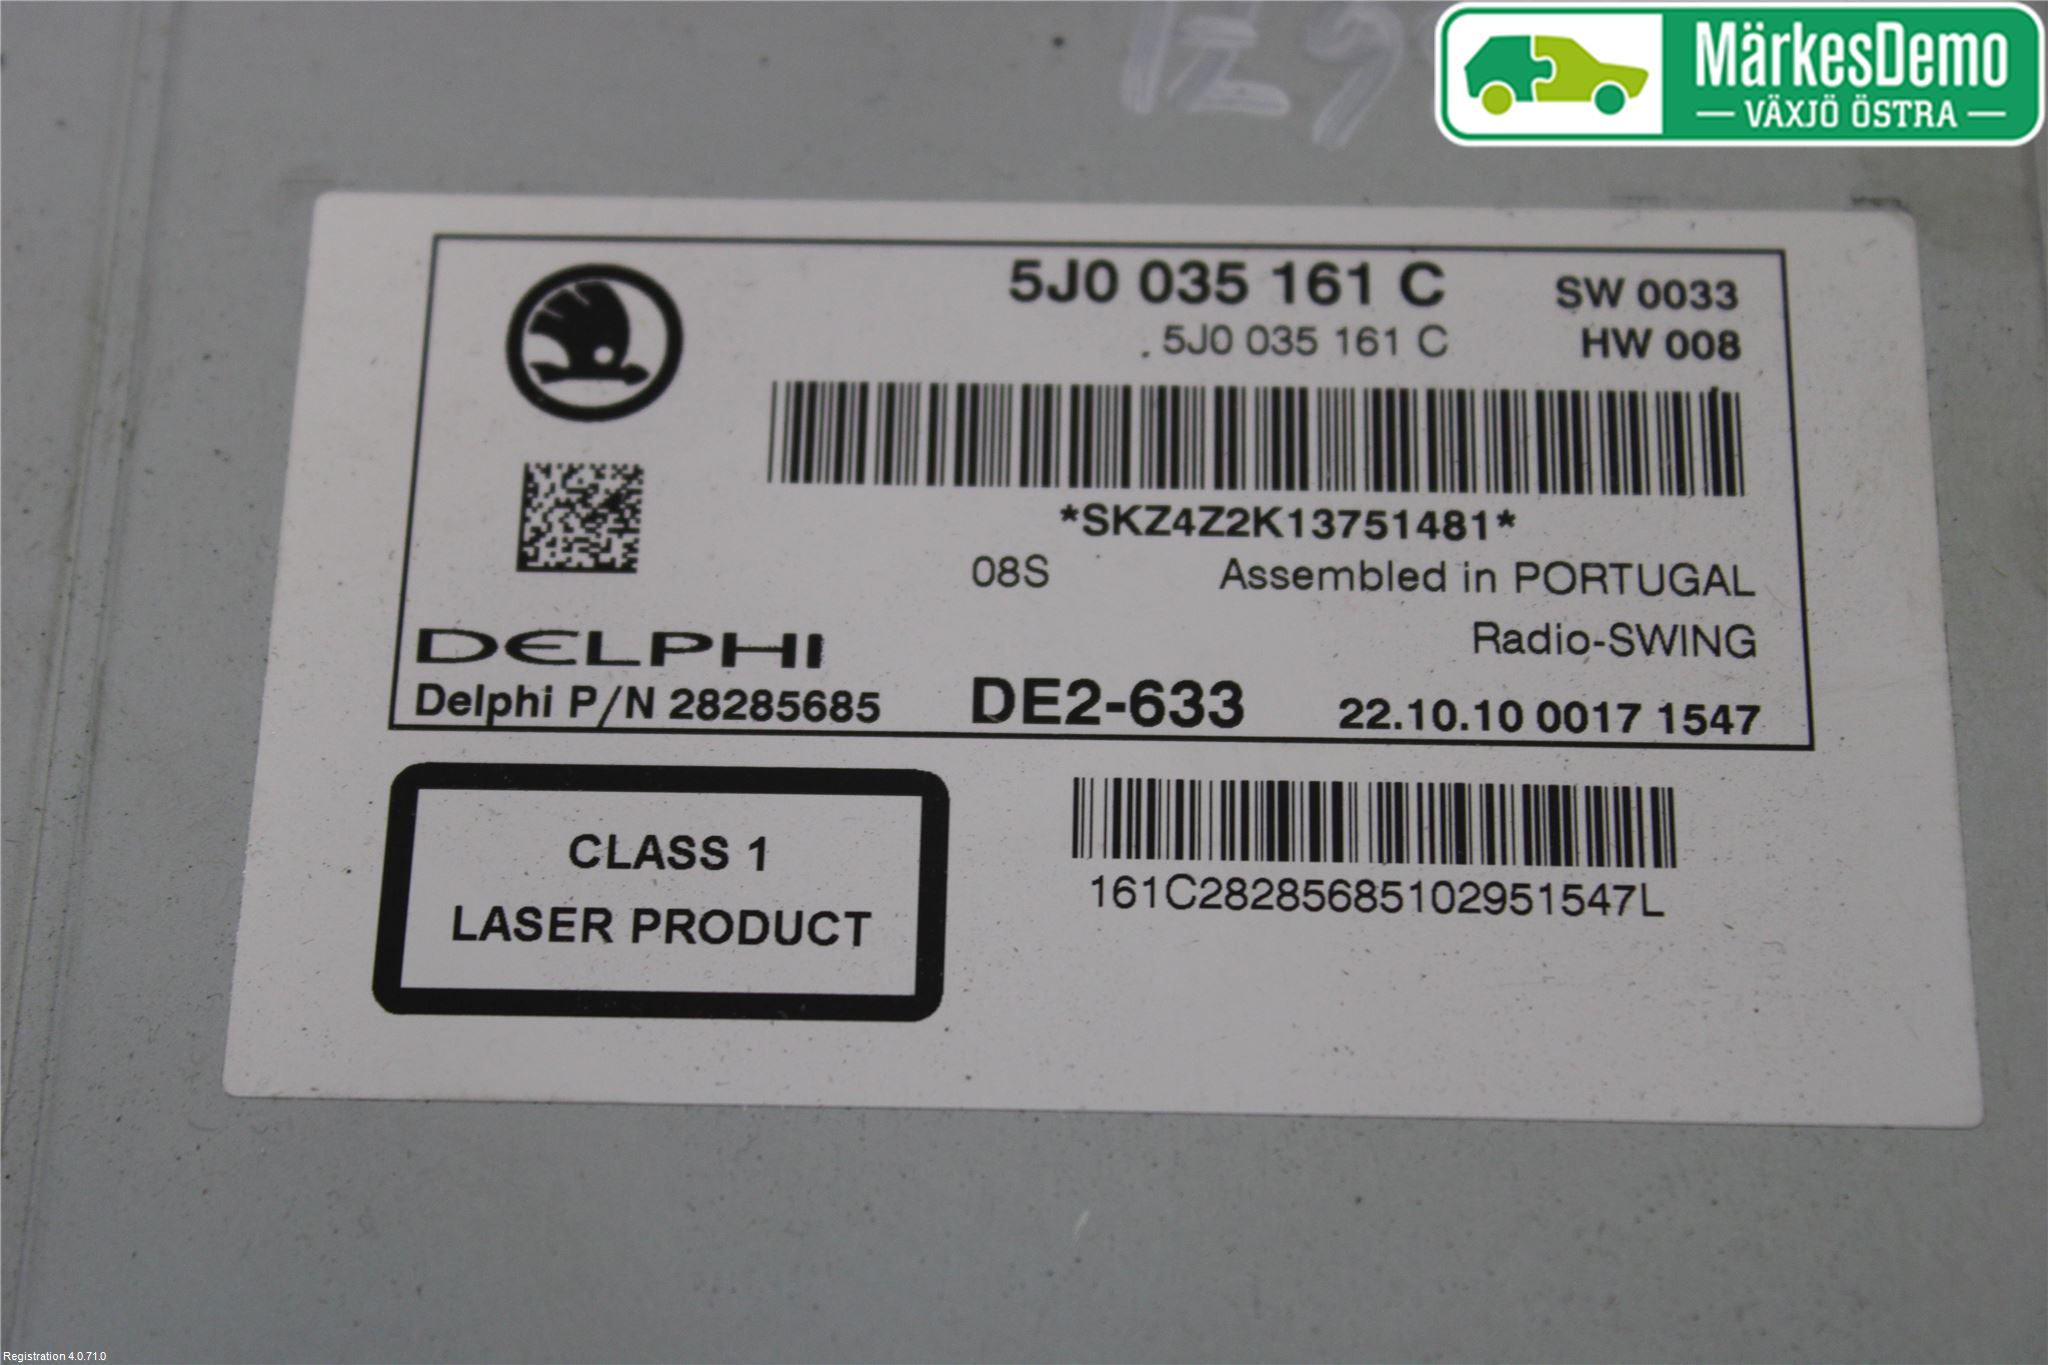 MärkesDemo
VÄXJÖ ÖSTRA
5J0 035 161 C
SW 0033
5J0 035 161 C
HW 008
*SKZ4Z2K13751481*
08S
Assembled in PORTUGAL
Radio-SWING
DELPHI
Delphi P/N 28285685
DE2-633
22.10.10 0017 1547
CLASS 1
LASER PRODUCT
161C28285685102951547L
Registration 4.0.71.0